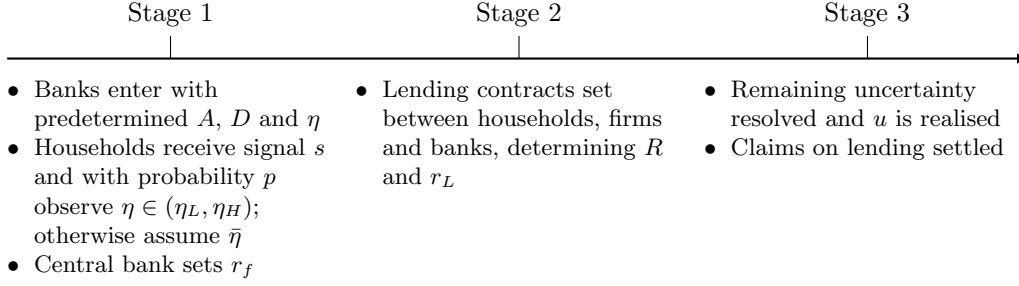 Stage 1
Stage 2
Stage 3
• Banks enter with
predetermined A, D and η
• Households receive signal s
and with probability p
observe η ∈ (η_L, η_H);
otherwise assume η̄
• Central bank sets r_f
• Lending contracts set
between households, firms
and banks, determining R
and r_L
• Remaining uncertainty
resolved and u is realised
• Claims on lending settled